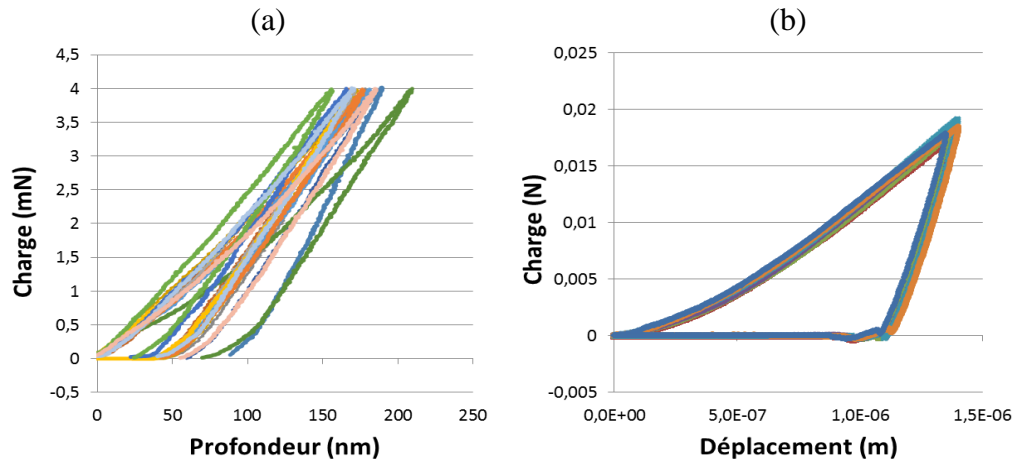 (a)
4,5
4
3,5
3
2,5
2
1,5
1
0,5
0
-0,5
Charge (mN)
0
50
100
150
200
250
Profondeur (nm)
(b)
0,025
0,02
0,015
0,01
0,005
0
-0,005
Charge (N)
0,0E+00
5,0E-07
1,0E-06
1,5E-06
Déplacement (m)